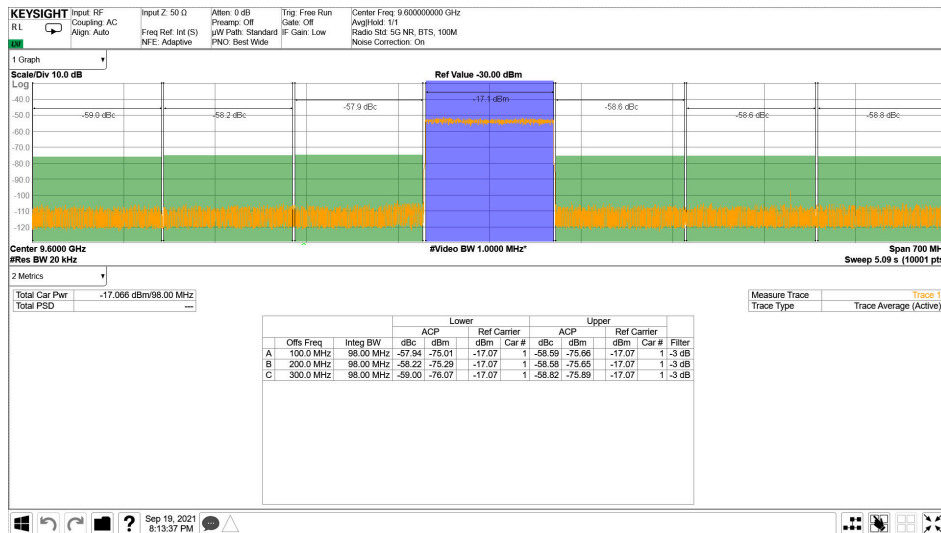 KEYSIGHT Input: RF Input Z: 50 Ω Atten: 0 dB Trig: Free Run Center Freq: 9.600000000 GHz
RL Coupling: AC Preamp: Off Gate: Off Avg|Hold: 1/1
Align: Auto Freq Ref: Int (S) µW Path: Standard IF Gain: Low Radio Std: 5G NR, BTS, 100M
NFE: Adaptive PNO: Best Wide Noise Correction: On
1 Graph
Scale/Div 10.0 dB Ref Value -30.00 dBm
Log
-40.0 -17.1 dBm
-57.9 dBc -58.6 dBc
-50.0 -59.0 dBc -58.2 dBc -58.6 dBc -58.8 dBc
-60.0
-70.0
-80.0
-90.0
-100
-110
-120
Center 9.6000 GHz #Video BW 1.0000 MHz* Span 700 MH
#Res BW 20 kHz Sweep 5.09 s (10001 pts
2 Metrics
Total Car Pwr -17.066 dBm/98.00 MHz Measure Trace Trace 1
Total PSD --- Trace Type Trace Average (Active)
Lower Upper
ACP Ref Carrier ACP Ref Carrier
Offs Freq Integ BW dBc dBm dBm Car # dBc dBm dBm Car # Filter
A 100.0 MHz 98.00 MHz -57.94 -75.01 -17.07 1 -58.59 -75.66 -17.07 1 -3 dB
B 200.0 MHz 98.00 MHz -58.22 -75.29 -17.07 1 -58.58 -75.65 -17.07 1 -3 dB
C 300.0 MHz 98.00 MHz -59.00 -76.07 -17.07 1 -58.82 -75.89 -17.07 1 -3 dB
? Sep 19, 2021
8:13:37 PM